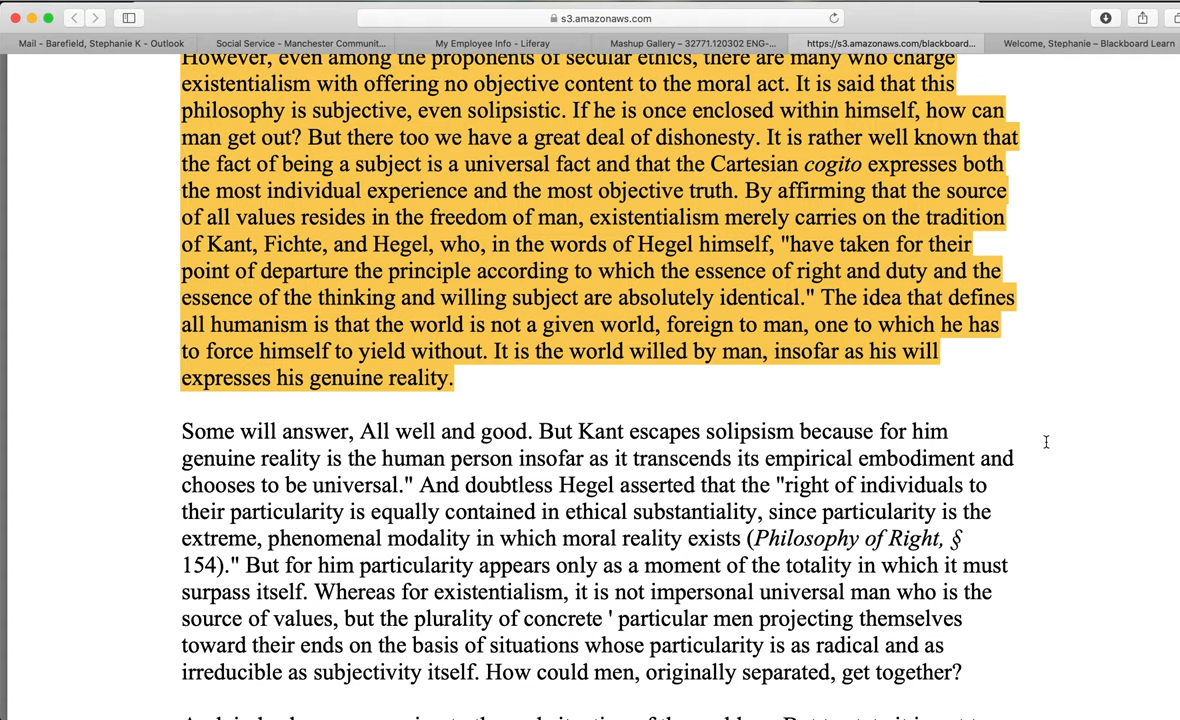 s3.amazonaws.com
Mail - Barefield, Stephanie K - Outlook
Social Service - Manchester Communit...
My Employee Info - Liferay
Mashup Gallery – 32771.120302 ENG-...
https://s3.amazonaws.com/blackboard...
Welcome, Stephanie – Blackboard Learn
However, even among the proponents of secular ethics, there are many who charge
existentialism with offering no objective content to the moral act. It is said that this
philosophy is subjective, even solipsistic. If he is once enclosed within himself, how can
man get out? But there too we have a great deal of dishonesty. It is rather well known that
the fact of being a subject is a universal fact and that the Cartesian cogito expresses both
the most individual experience and the most objective truth. By affirming that the source
of all values resides in the freedom of man, existentialism merely carries on the tradition
of Kant, Fichte, and Hegel, who, in the words of Hegel himself, "have taken for their
point of departure the principle according to which the essence of right and duty and the
essence of the thinking and willing subject are absolutely identical." The idea that defines
all humanism is that the world is not a given world, foreign to man, one to which he has
to force himself to yield without. It is the world willed by man, insofar as his will
expresses his genuine reality.
Some will answer, All well and good. But Kant escapes solipsism because for him
genuine reality is the human person insofar as it transcends its empirical embodiment and
chooses to be universal." And doubtless Hegel asserted that the "right of individuals to
their particularity is equally contained in ethical substantiality, since particularity is the
extreme, phenomenal modality in which moral reality exists (Philosophy of Right, §
154)." But for him particularity appears only as a moment of the totality in which it must
surpass itself. Whereas for existentialism, it is not impersonal universal man who is the
source of values, but the plurality of concrete ' particular men projecting themselves
toward their ends on the basis of situations whose particularity is as radical and as
irreducible as subjectivity itself. How could men, originally separated, get together?